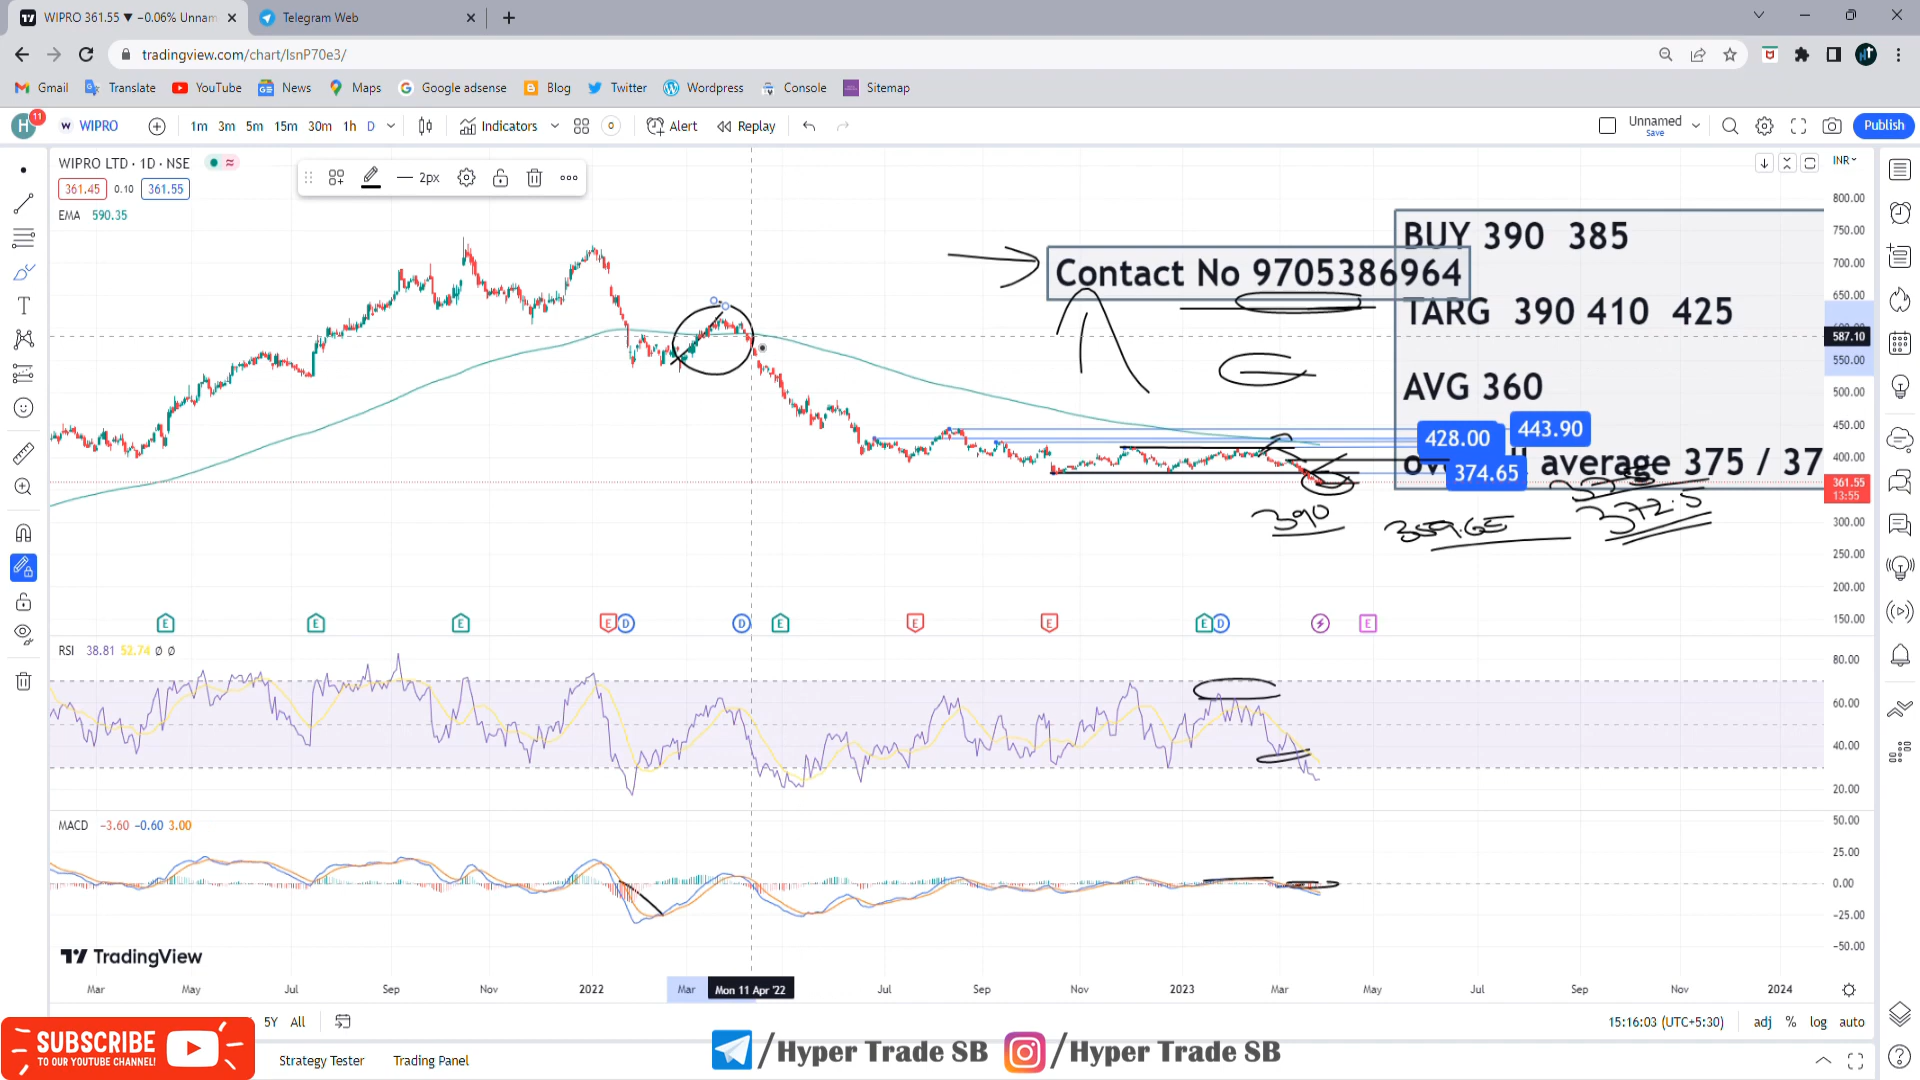 WIPRO 361.55 ▼ −0.06% Unnam
Telegram Web
tradingview.com/chart/lsnP70e3/
Gmail Translate YouTube News Maps Google adsense Blog Twitter Wordpress Console Sitemap
H 11 W WIPRO 1m 3m 5m 15m 30m 1h D Indicators Alert Replay Unnamed Save Publish
WIPRO LTD · 1D · NSE
361.45 0.10 361.55
EMA 590.35
2px
INR
800.00
750.00
700.00
650.00
600.00
587.10
550.00
500.00
450.00
400.00
361.55
13:55
300.00
250.00
200.00
150.00
BUY 390 385
Contact No 9705386964
TARG 390 410 425
AVG 360
428.00 443.90
average 375 / 37
374.65
390
359.65
372.5
E E E E D D E E E E D E
RSI 38.81 52.74 Ø Ø
80.00
60.00
40.00
20.00
MACD −3.60 −0.60 3.00
50.00
25.00
0.00
−25.00
−50.00
TradingView
Mar May Jul Sep Nov 2022 Mar Mon 11 Apr '22 Jul Sep Nov 2023 Mar May Jul Sep Nov 2024
5Y All
15:16:03 (UTC+5:30) adj % log auto
SUBSCRIBE
TO OUR YOUTUBE CHANNEL!
Strategy Tester Trading Panel
/Hyper Trade SB /Hyper Trade SB